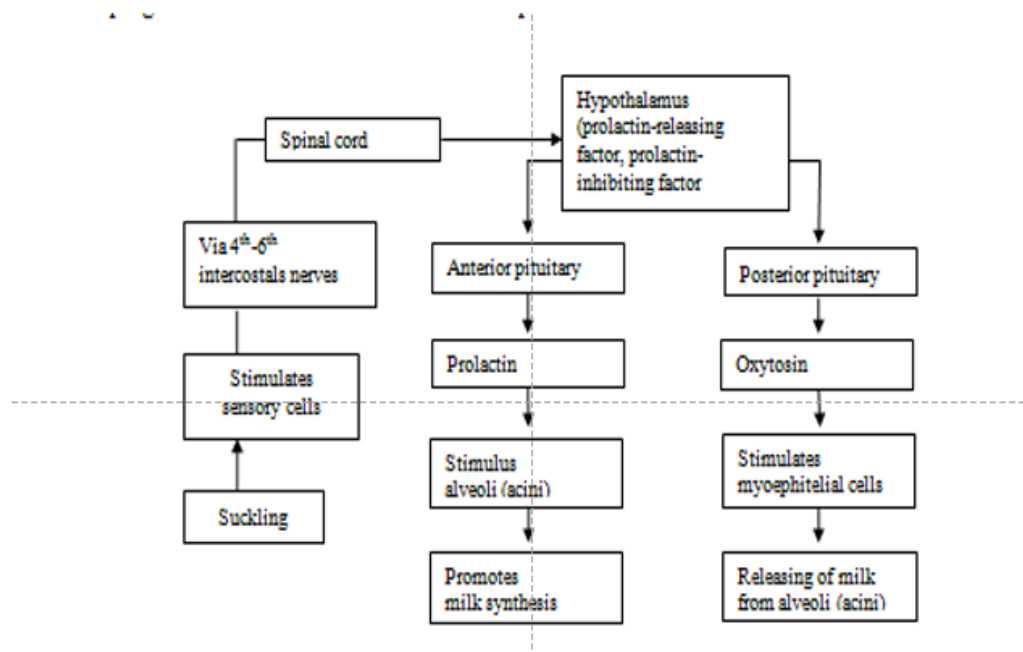 Hypothalamus
(prolactin-releasing
factor, prolactin-
inhibiting factor
Spinal cord
Via 4th-6th
intercostals nerves
Anterior pituitary
Posterior pituitary
Stimulates
sensory cells
Prolactin
Oxytosin
Suckling
Stimulus
alveoli (acini)
Stimulates
myoephitelial cells
Promotes
milk synthesis
Releasing of milk
from alveoli (acini)